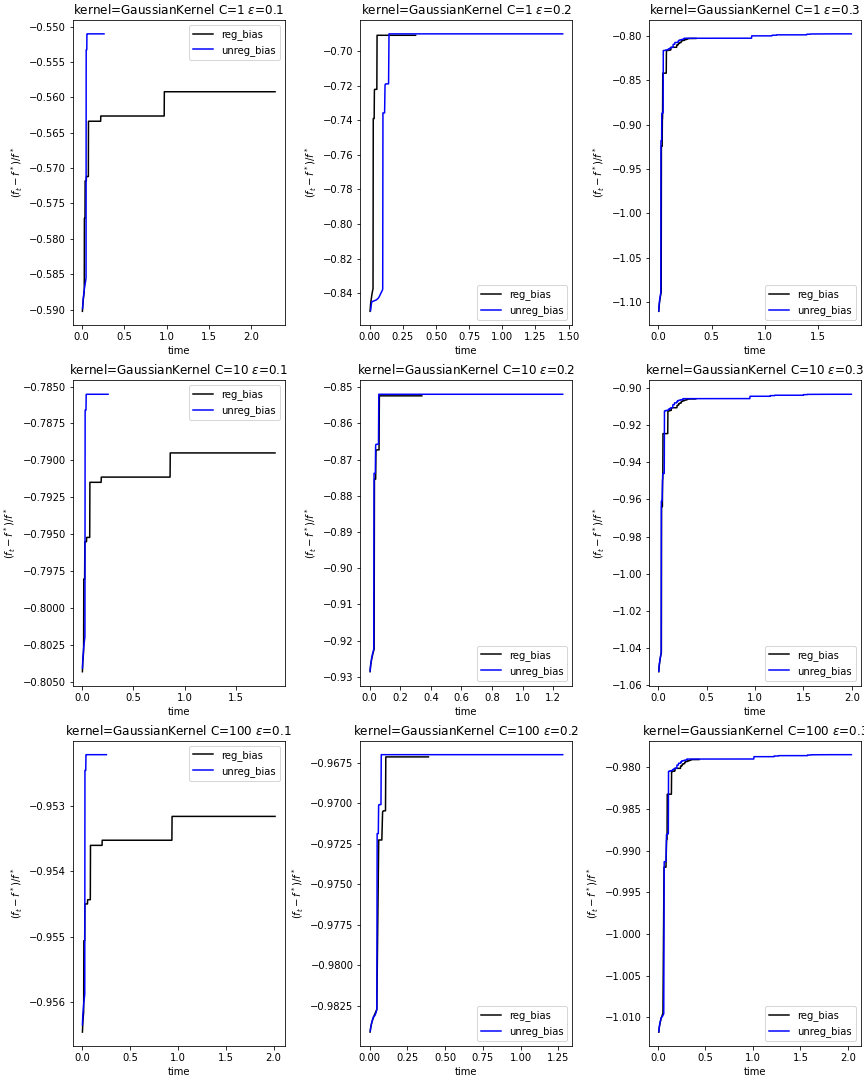 kernel=GaussianKernel C=1 ε=0.1
(f_t − f*)/f*
−0.550
−0.555
−0.560
−0.565
−0.570
−0.575
−0.580
−0.585
−0.590
reg_bias
unreg_bias
0.0 0.5 1.0 1.5 2.0
time
kernel=GaussianKernel C=1 ε=0.2
(f_t − f*)/f*
−0.70
−0.72
−0.74
−0.76
−0.78
−0.80
−0.82
−0.84
reg_bias
unreg_bias
0.00 0.25 0.50 0.75 1.00 1.25 1.50
time
kernel=GaussianKernel C=1 ε=0.3
(f_t − f*)/f*
−0.80
−0.85
−0.90
−0.95
−1.00
−1.05
−1.10
reg_bias
unreg_bias
0.0 0.5 1.0 1.5
time
kernel=GaussianKernel C=10 ε=0.1
(f_t − f*)/f*
−0.7850
−0.7875
−0.7900
−0.7925
−0.7950
−0.7975
−0.8000
−0.8025
−0.8050
reg_bias
unreg_bias
0.0 0.5 1.0 1.5
time
kernel=GaussianKernel C=10 ε=0.2
(f_t − f*)/f*
−0.85
−0.86
−0.87
−0.88
−0.89
−0.90
−0.91
−0.92
−0.93
reg_bias
unreg_bias
0.0 0.2 0.4 0.6 0.8 1.0 1.2
time
kernel=GaussianKernel C=10 ε=0.3
(f_t − f*)/f*
−0.90
−0.92
−0.94
−0.96
−0.98
−1.00
−1.02
−1.04
−1.06
reg_bias
unreg_bias
0.0 0.5 1.0 1.5 2.0
time
kernel=GaussianKernel C=100 ε=0.1
(f_t − f*)/f*
−0.953
−0.954
−0.955
−0.956
reg_bias
unreg_bias
0.0 0.5 1.0 1.5 2.0
time
kernel=GaussianKernel C=100 ε=0.2
(f_t − f*)/f*
−0.9675
−0.9700
−0.9725
−0.9750
−0.9775
−0.9800
−0.9825
reg_bias
unreg_bias
0.00 0.25 0.50 0.75 1.00 1.25
time
kernel=GaussianKernel C=100 ε=0.3
(f_t − f*)/f*
−0.980
−0.985
−0.990
−0.995
−1.000
−1.005
−1.010
reg_bias
unreg_bias
0.0 0.5 1.0 1.5 2.0
time